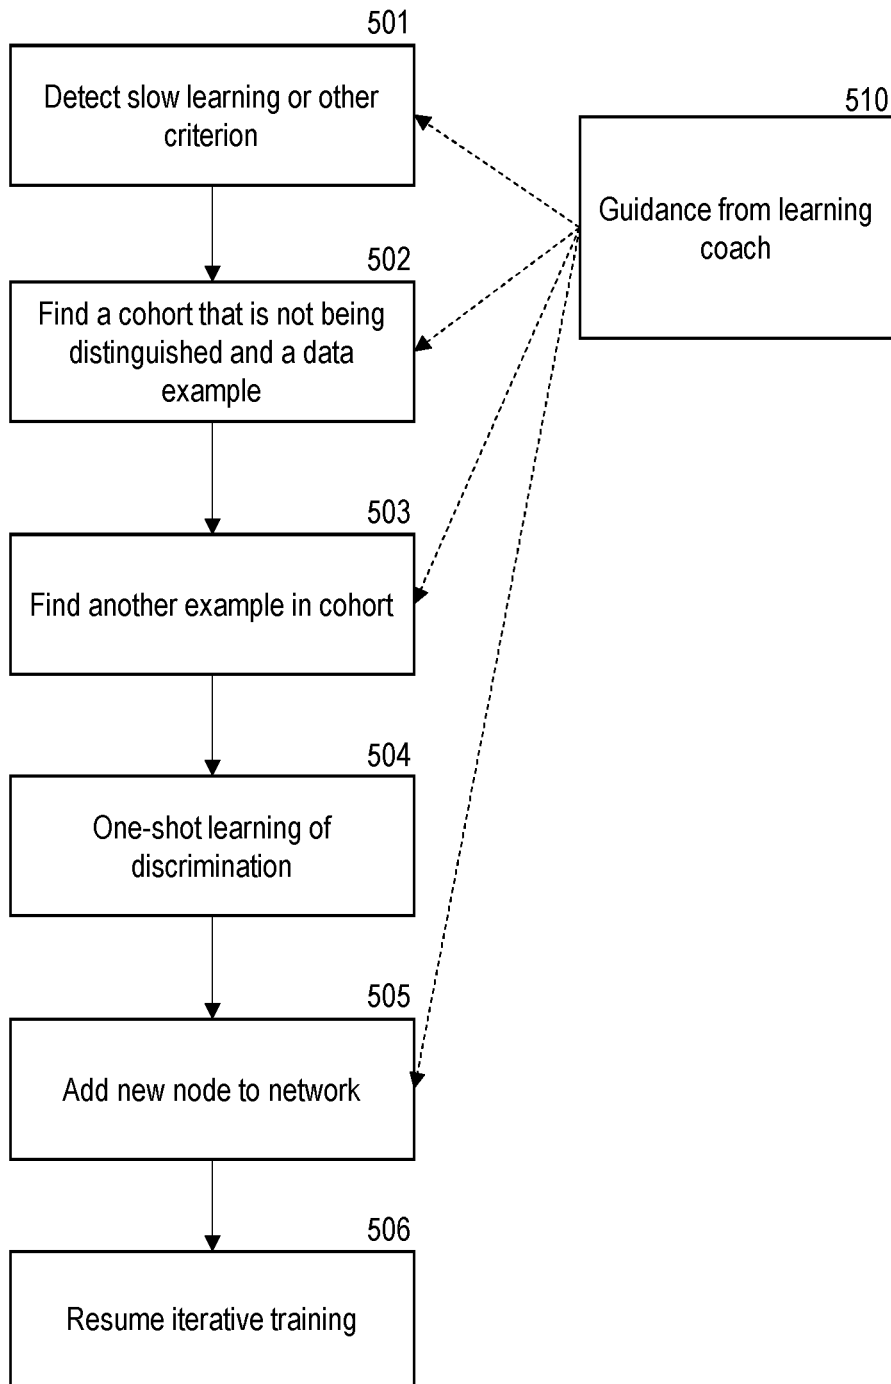 501
Detect slow learning or other
criterion
510
Guidance from learning
coach
502
Find a cohort that is not being
distinguished and a data
example
503
Find another example in cohort
504
One-shot learning of
discrimination
505
Add new node to network
506
Resume iterative training